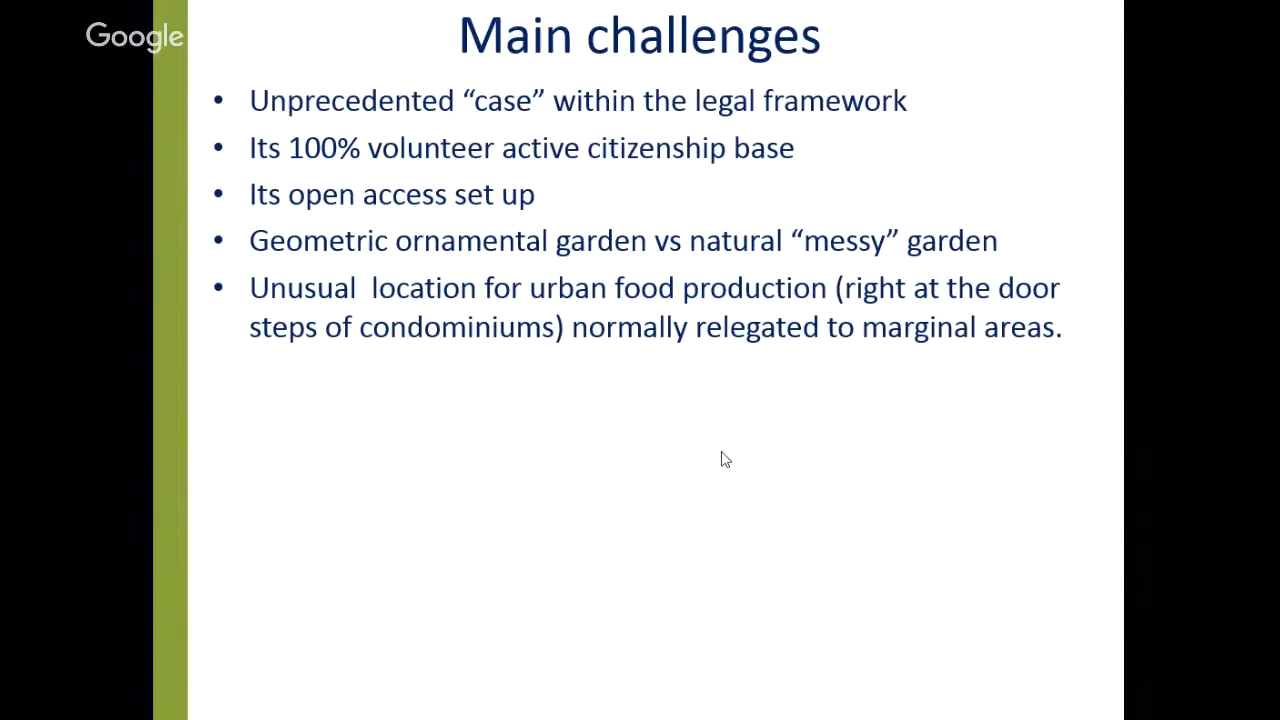 Google
Main challenges
• Unprecedented “case” within the legal framework
• Its 100% volunteer active citizenship base
• Its open access set up
• Geometric ornamental garden vs natural “messy” garden
• Unusual  location for urban food production (right at the door
steps of condominiums) normally relegated to marginal areas.